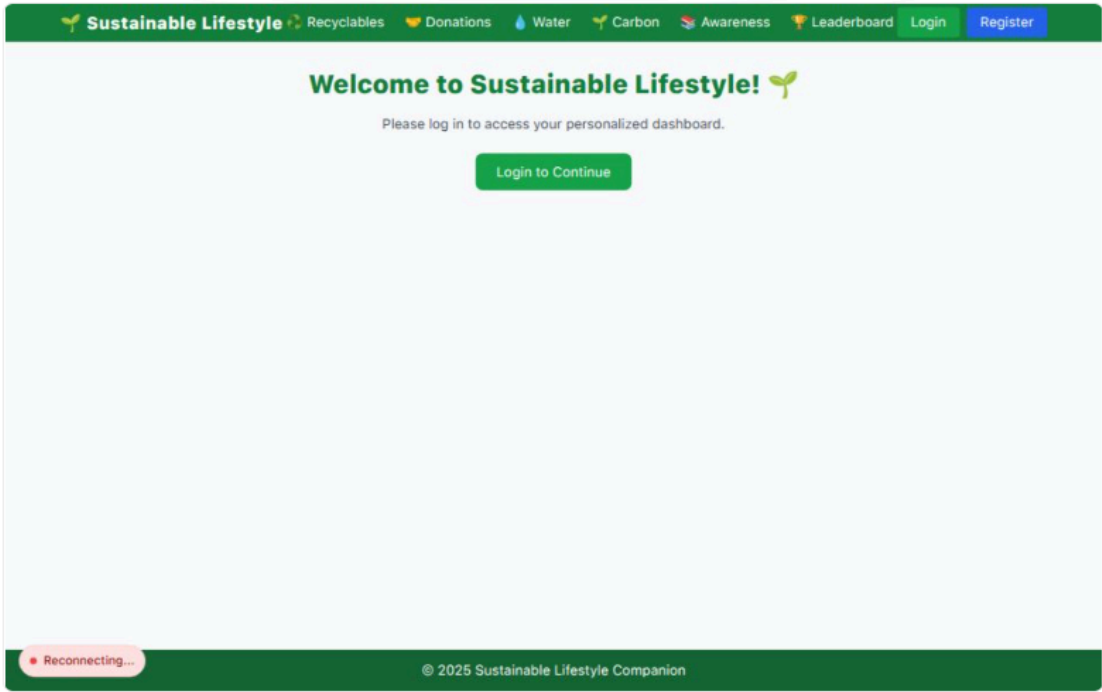 🌱 Sustainable Lifestyle ♻️ Recyclables 🤝 Donations 💧 Water 🌱 Carbon 📚 Awareness 🏆 Leaderboard Login Register
Welcome to Sustainable Lifestyle! 🌱
Please log in to access your personalized dashboard.
Login to Continue
Reconnecting...
© 2025 Sustainable Lifestyle Companion